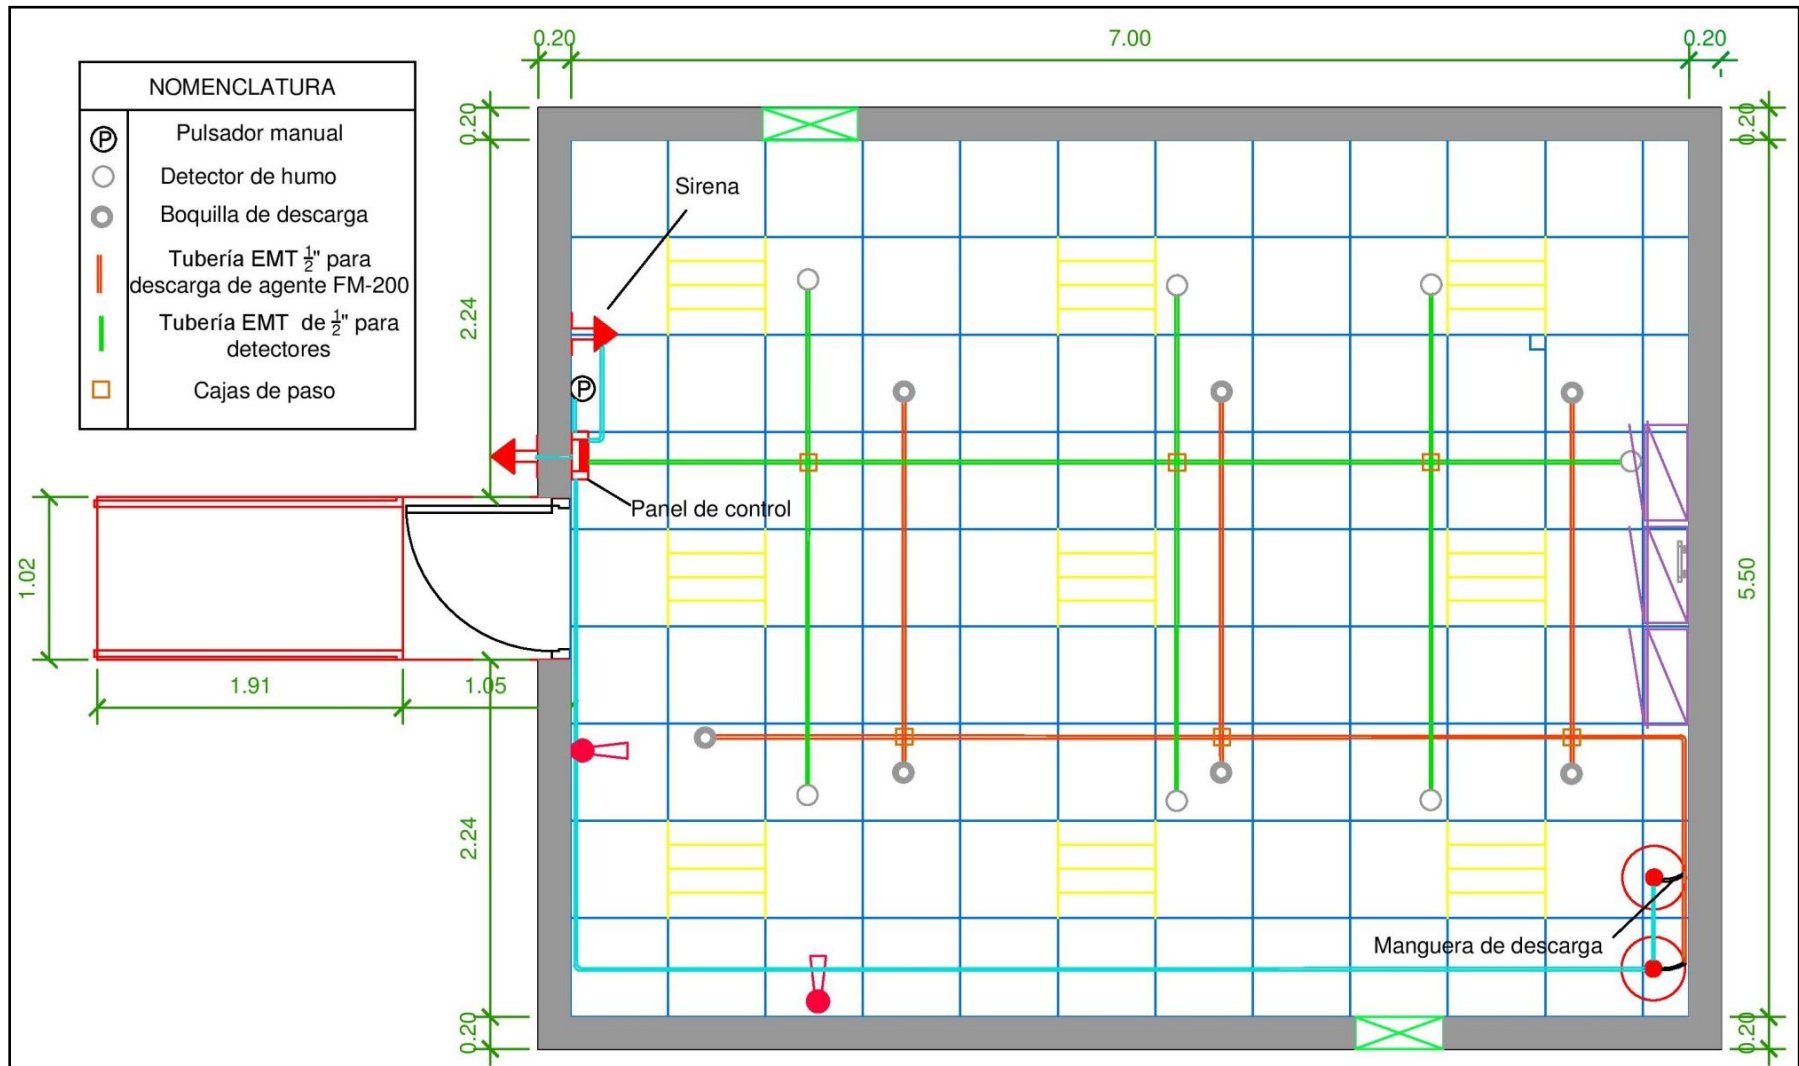 0.20
7.00
0.20
NOMENCLATURA
P
Pulsador manual
Detector de humo
Boquilla de descarga
Tubería EMT ½" para
descarga de agente FM-200
Tubería EMT de ½" para
detectores
Cajas de paso
0.20
0.20
Sirena
2.24
P
Panel de control
1.02
5.50
1.91
1.05
2.24
Manguera de descarga
0.20
0.20